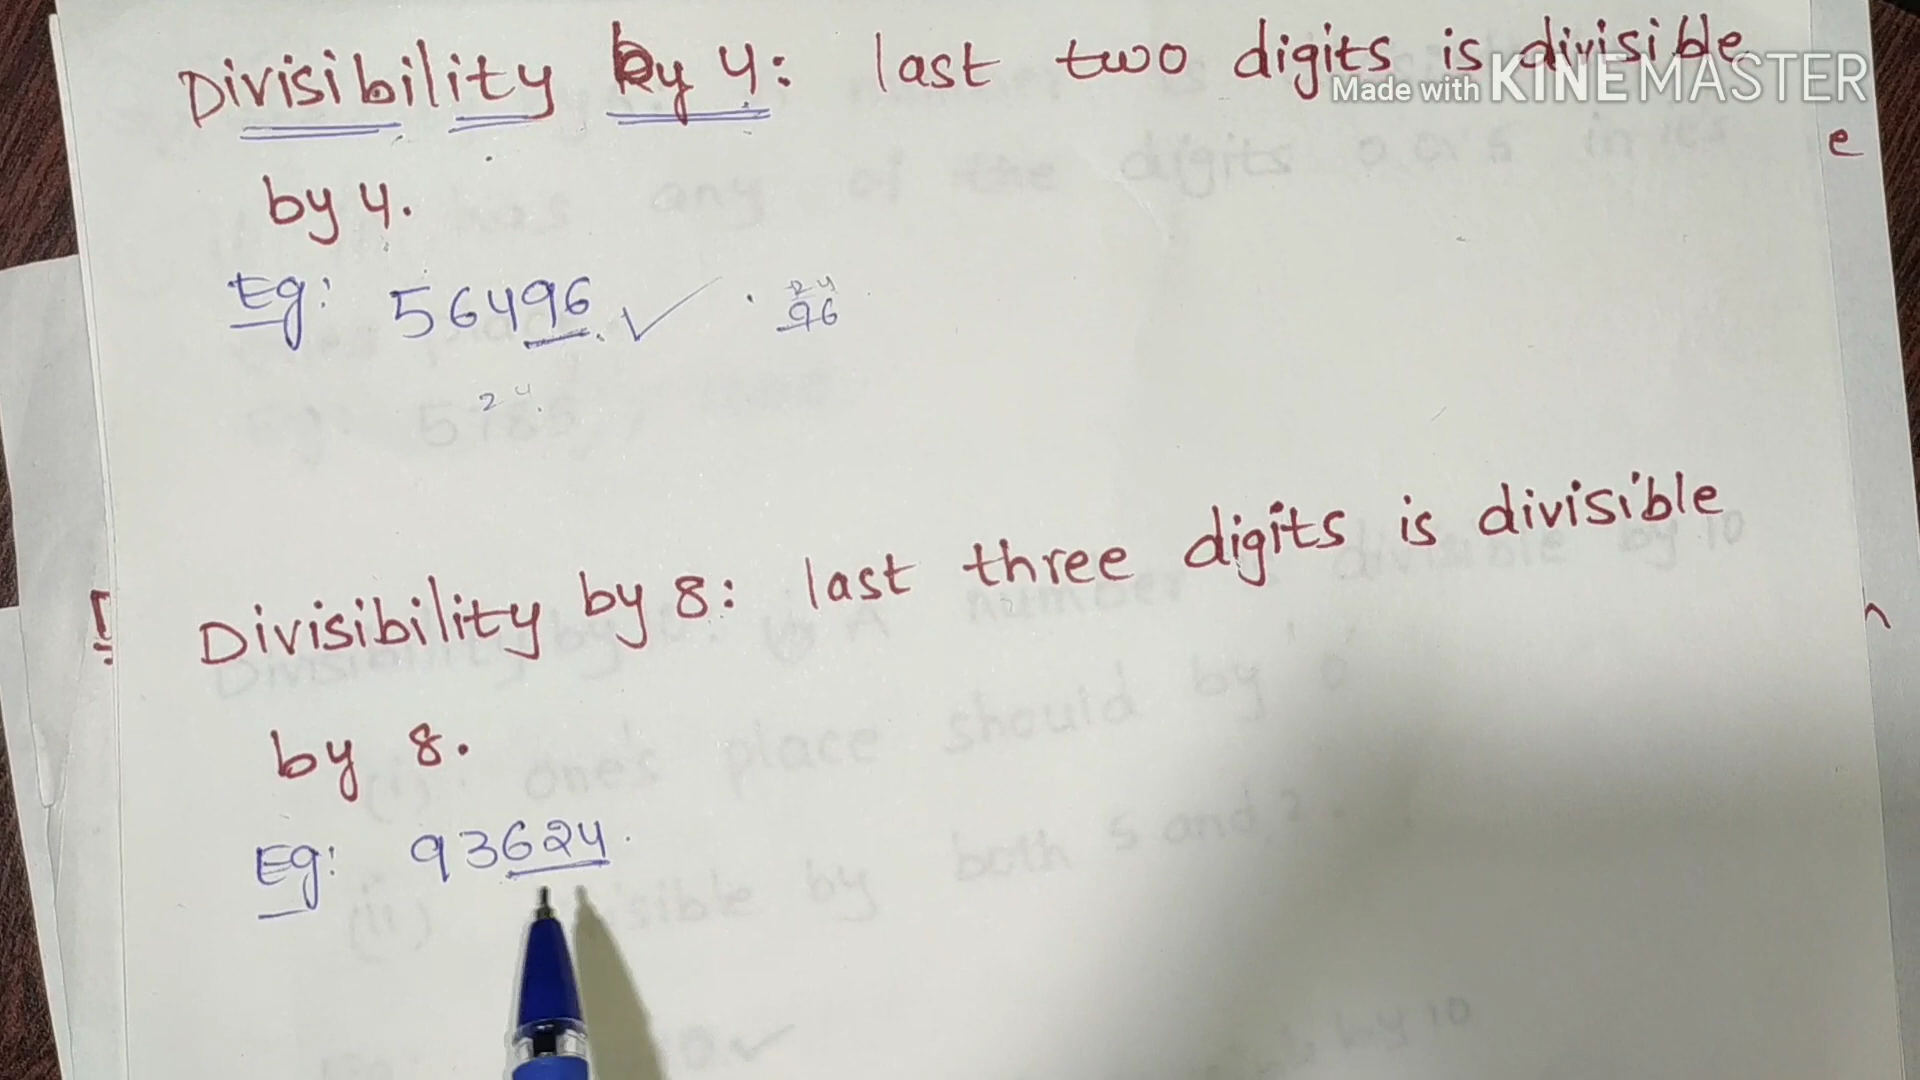 Divisibility by 4: last two digits is divisible
Made with KINEMASTER
e
by 4.
Eg: 56496 ✓ 24
96
24.
Divisibility by 8: last three digits is divisible
by 8.
Eg: 93624.